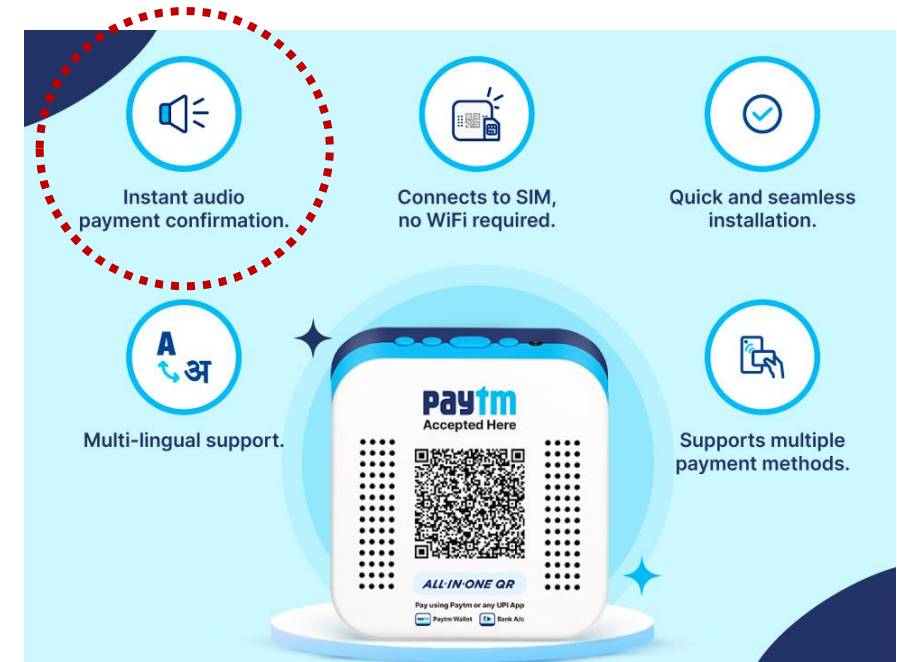 Instant audio
payment confirmation.
Connects to SIM,
no WiFi required.
Quick and seamless
installation.
A
अ
Multi-lingual support.
Supports multiple
payment methods.
paytm
Accepted Here
ALL-IN-ONE QR
Pay using Paytm or any UPI App
Paytm Wallet
Bank A/c